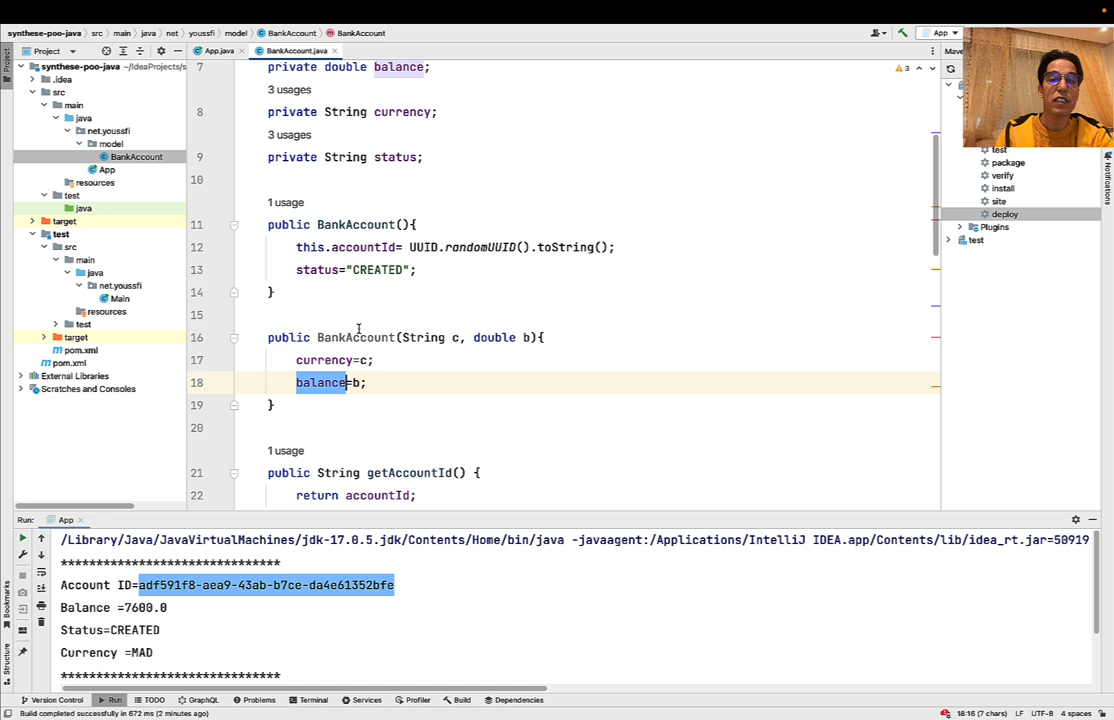 synthese-poo-java › src › main › java › net › youssfi › model › BankAccount › BankAccount
App
Project
App.java
BankAccount.java
Mave
Project
synthese-poo-java ~/IdeaProjects/s
.idea
src
main
java
net.youssfi
model
BankAccount
App
resources
test
java
target
test
src
main
java
net.youssfi
Main
resources
test
target
pom.xml
pom.xml
External Libraries
Scratches and Consoles
7 private double balance;
3 usages
8 private String currency;
3 usages
9 private String status;
10
1 usage
11 public BankAccount(){
12 this.accountId= UUID.randomUUID().toString();
13 status="CREATED";
14 }
15
16 public BankAccount(String c, double b){
17 currency=c;
18 balance=b;
19 }
20
1 usage
21 public String getAccountId() {
22 return accountId;
3
test
package
verify
install
site
deploy
Plugins
test
Notifications
Run: App
/Library/Java/JavaVirtualMachines/jdk-17.0.5.jdk/Contents/Home/bin/java -javaagent:/Applications/IntelliJ IDEA.app/Contents/lib/idea_rt.jar=50919
*****************************
Account ID=adf591f8-aea9-43ab-b7ce-da4e61352bfe
Balance =7600.0
Status=CREATED
Currency =MAD
*****************************
Bookmarks
Structure
Version Control Run TODO GraphQL Problems Terminal Services Profiler Build Dependencies
Build completed successfully in 672 ms (2 minutes ago)
18:16 (7 chars) LF UTF-8 4 spaces